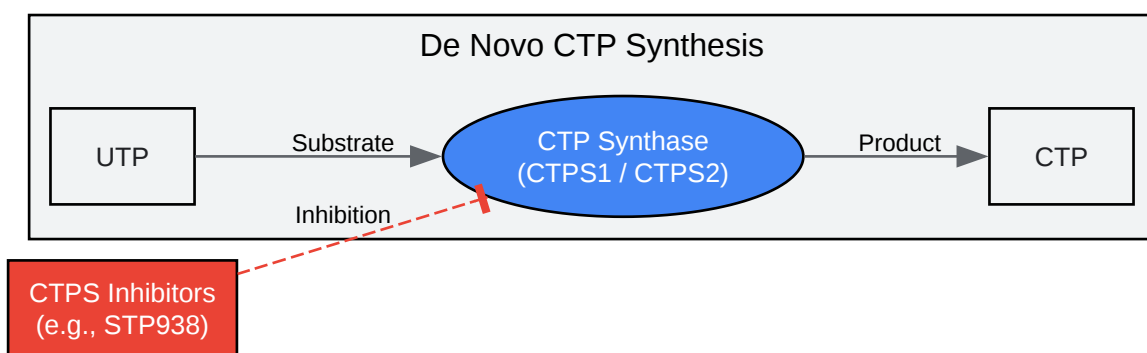 De Novo CTP Synthesis
UTP
Substrate
CTP Synthase
(CTPS1 / CTPS2)
Product
CTP
Inhibition
CTPS Inhibitors
(e.g., STP938)